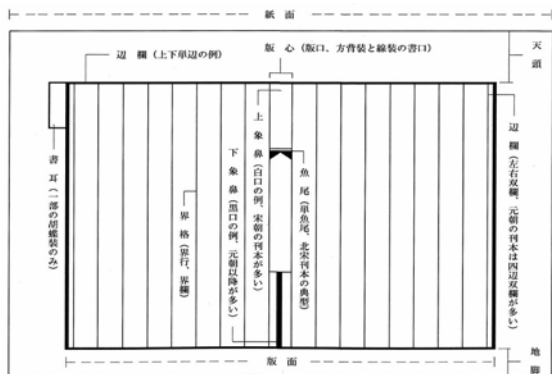 紙面
天頭
版心(版口、方背装と線装の書口)
辺欄(上下単辺の例)
辺欄(左右双欄、元朝の刊本は四辺双欄が多い)
魚尾(単魚尾、北宋刊本の典型)
上象鼻(白口の例、宋朝の刊本が多い)
下象鼻(黒口の例、元朝以降が多い)
界格(界行、界欄)
書耳(一部の胡蝶装のみ)
版面
地脚